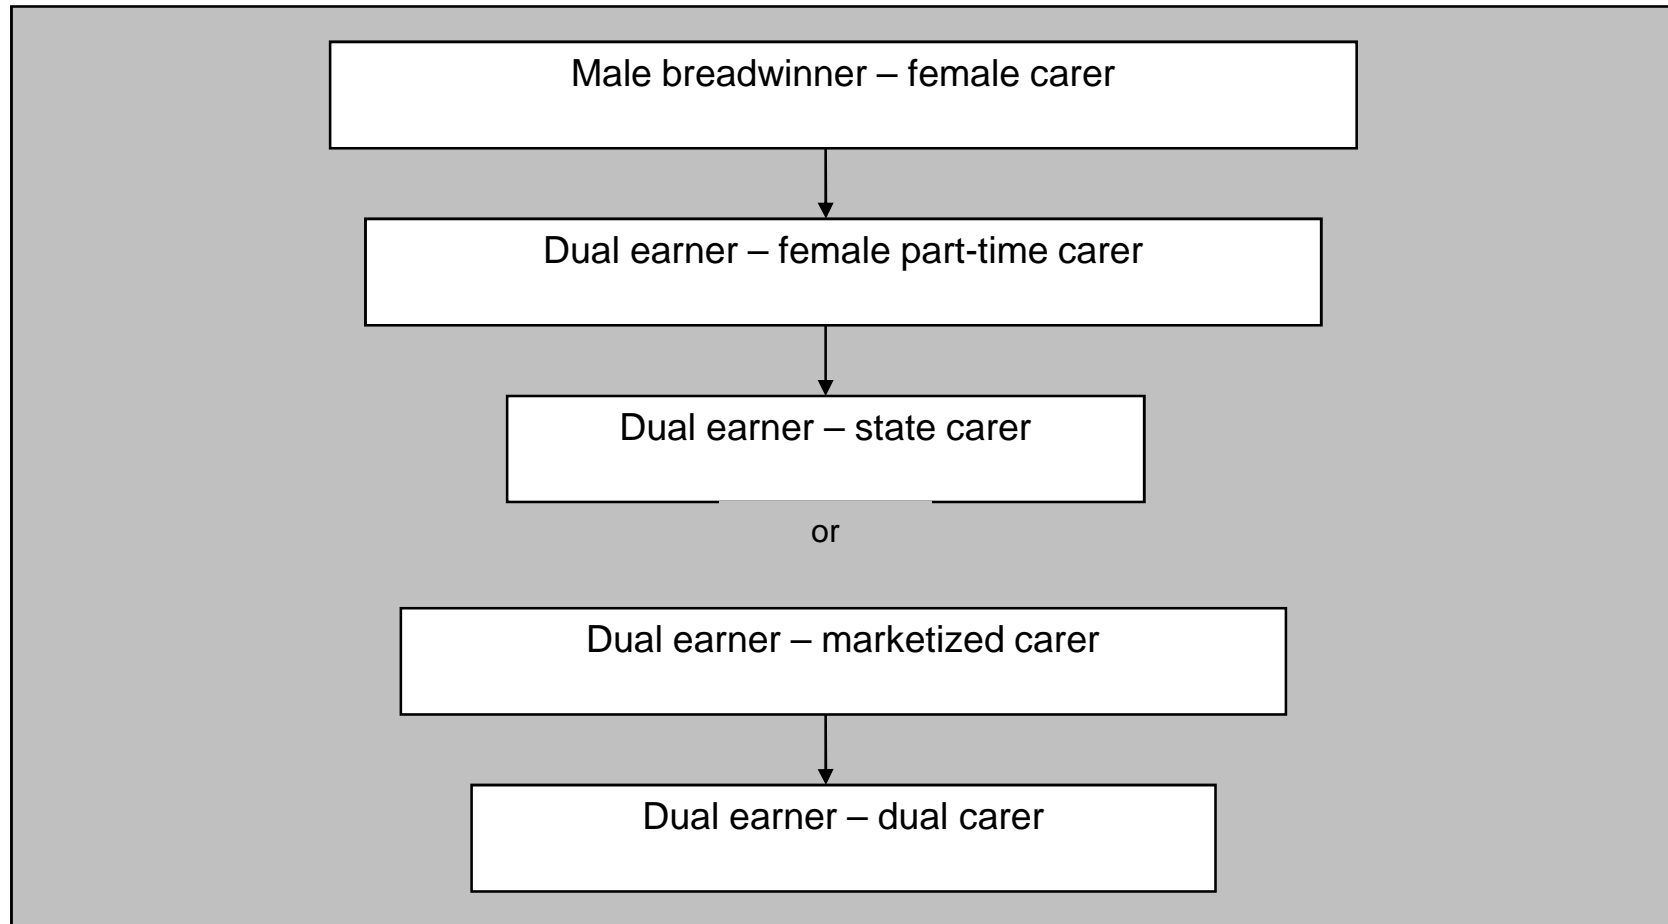 Male breadwinner – female carer
Dual earner – female part-time carer
Dual earner – state carer
or
Dual earner – marketized carer
Dual earner – dual carer